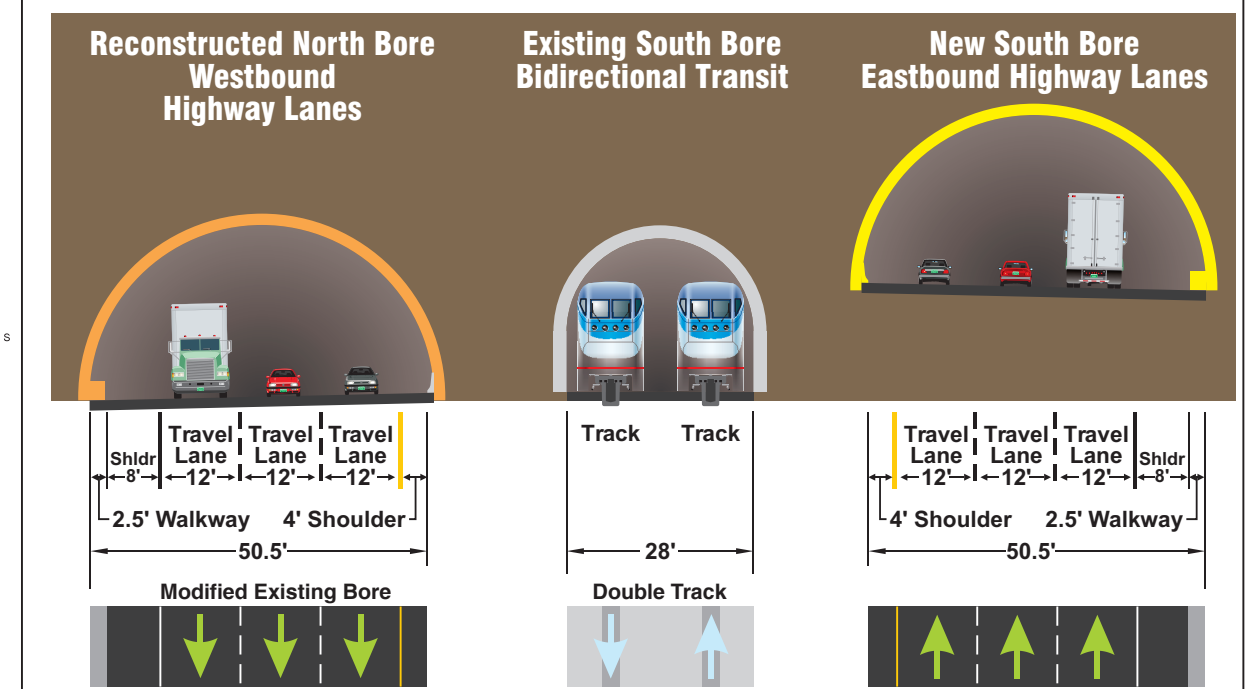 Reconstructed North Bore
Westbound
Highway Lanes
Existing South Bore
Bidirectional Transit
New South Bore
Eastbound Highway Lanes
s
Shldr
8'
Travel
Lane
12'
Travel
Lane
12'
Travel
Lane
12'
2.5' Walkway
4' Shoulder
50.5'
Modified Existing Bore
Track
Track
28'
Double Track
Travel
Lane
12'
Travel
Lane
12'
Travel
Lane
12'
Shldr
8'
4' Shoulder
2.5' Walkway
50.5'